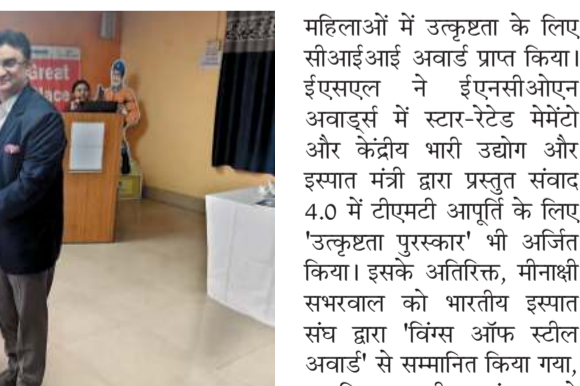 Great
महिलाओं में उत्कृष्टता के लिए
सीआईआई अवार्ड प्राप्त किया।
ईएसएल ने ईएनसीओएन
अवार्ड्स में स्टार-रेटेड मेमेंटो
और केंद्रीय भारी उद्योग और
इस्पात मंत्री द्वारा प्रस्तुत संवाद
4.0 में टीएमटी आपूर्ति के लिए
'उत्कृष्टता पुरस्कार' भी अर्जित
किया। इसके अतिरिक्त, मीनाक्षी
सभरवाल को भारतीय इस्पात
संघ द्वारा 'विंग्स ऑफ स्टील
अवार्ड' से सम्मानित किया गया,